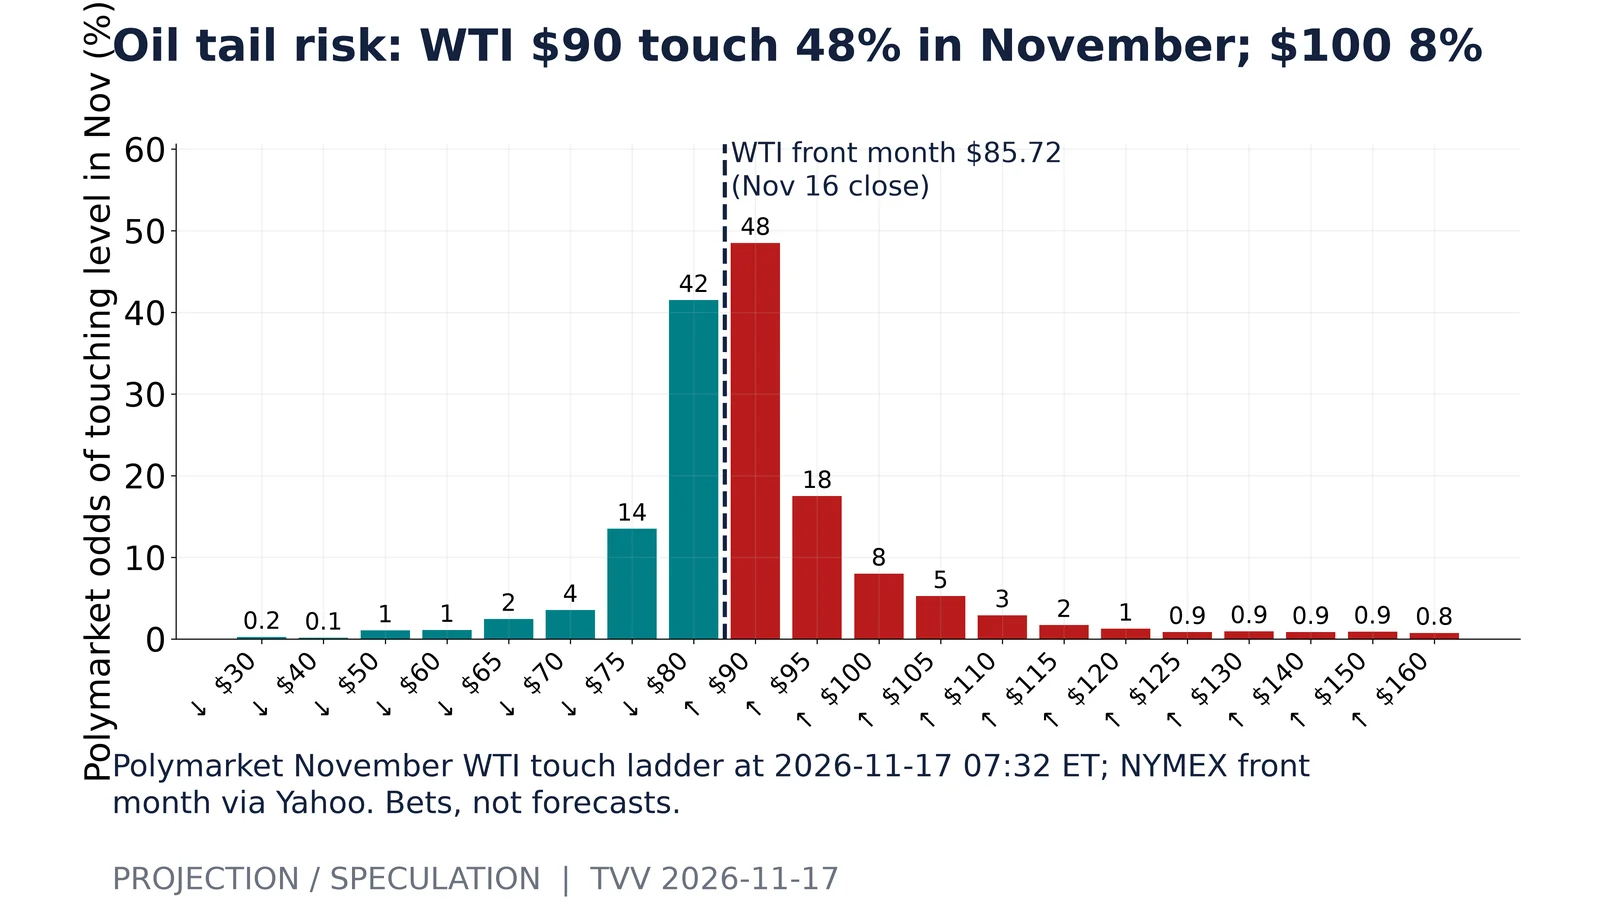 Oil tail risk: WTI $90 touch 48% in November; $100 8%
Polymarket odds of touching level in Nov (%)
60
50
40
30
20
10
0
WTI front month $85.72
(Nov 16 close)
0.2 0.1 1 1 2 4 14 42 48 18 8 5 3 2 1 0.9 0.9 0.9 0.9 0.8
↓ $30 ↓ $40 ↓ $50 ↓ $60 ↓ $65 ↓ $70 ↓ $75 ↓ $80 ↑ $90 ↑ $95 ↑ $100 ↑ $105 ↑ $110 ↑ $115 ↑ $120 ↑ $125 ↑ $130 ↑ $140 ↑ $150 ↑ $160
Polymarket November WTI touch ladder at 2026-11-17 07:32 ET; NYMEX front
month via Yahoo. Bets, not forecasts.
PROJECTION / SPECULATION | TVV 2026-11-17